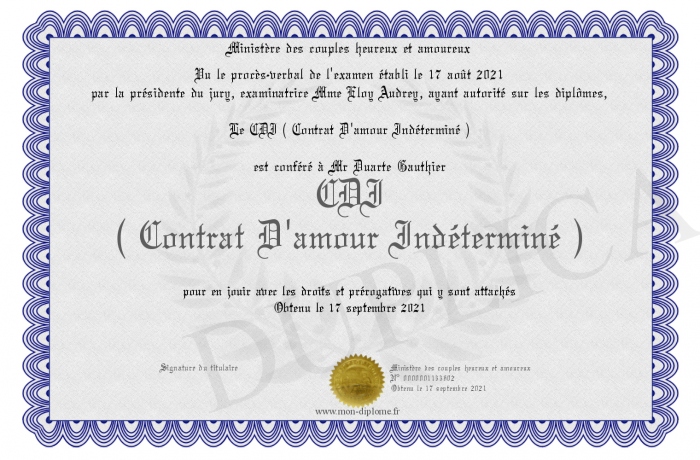 Ministère des couples heureux et amoureux
Vu le procès-verbal de l'examen établi le 17 août 2021
par la présidente du jury, examinatrice Mme Eloy Audrey, ayant autorité sur les diplômes,
Le CDI ( Contrat D'amour Indéterminé )
est conféré à Mr Duarte Gauthier
CDI
( Contrat D'amour Indéterminé )
DUPLICA
pour en jouir avec les droits et prérogatives qui y sont attachés
Obtenu le 17 septembre 2021
Signature du titulaire
Ministère des couples heureux et amoureux
Obtenu le 17 septembre 2021
www.mon-diplome.fr